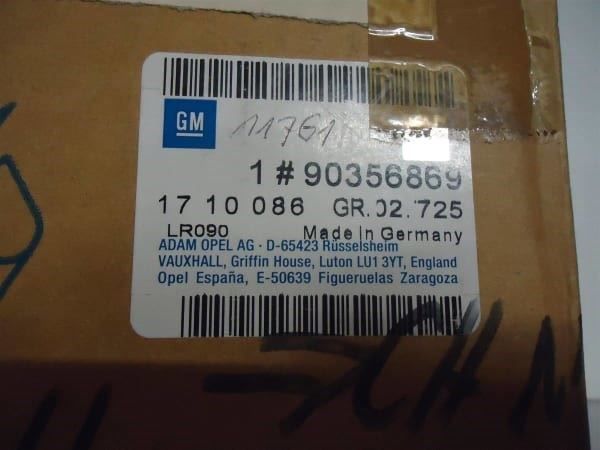 GM 11761
1 # 90356869
17 10 086 GR.02.725
LR090 Made in Germany
ADAM OPEL AG · D-65423 Rüsselsheim
VAUXHALL, Griffin House, Luton LU1 3YT, England
Opel España, E-50639 Figueruelas Zaragoza